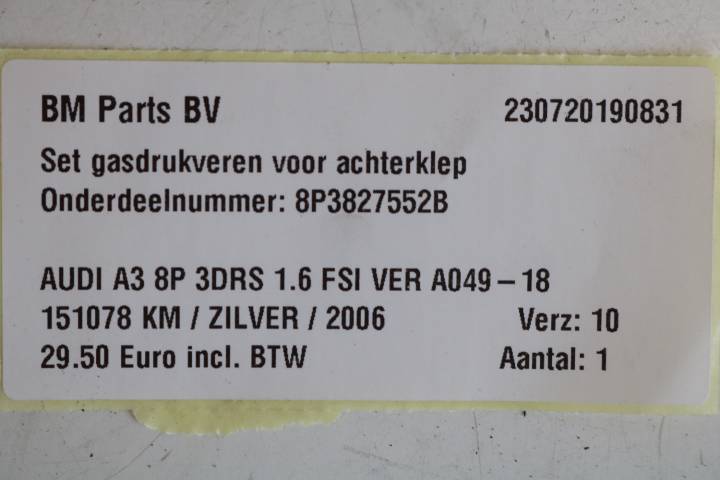 BM Parts BV 230720190831
Set gasdrukveren voor achterklep
Onderdeelnummer: 8P3827552B
AUDI A3 8P 3DRS 1.6 FSI VER A049 – 18
151078 KM / ZILVER / 2006 Verz: 10
29.50 Euro incl. BTW Aantal: 1